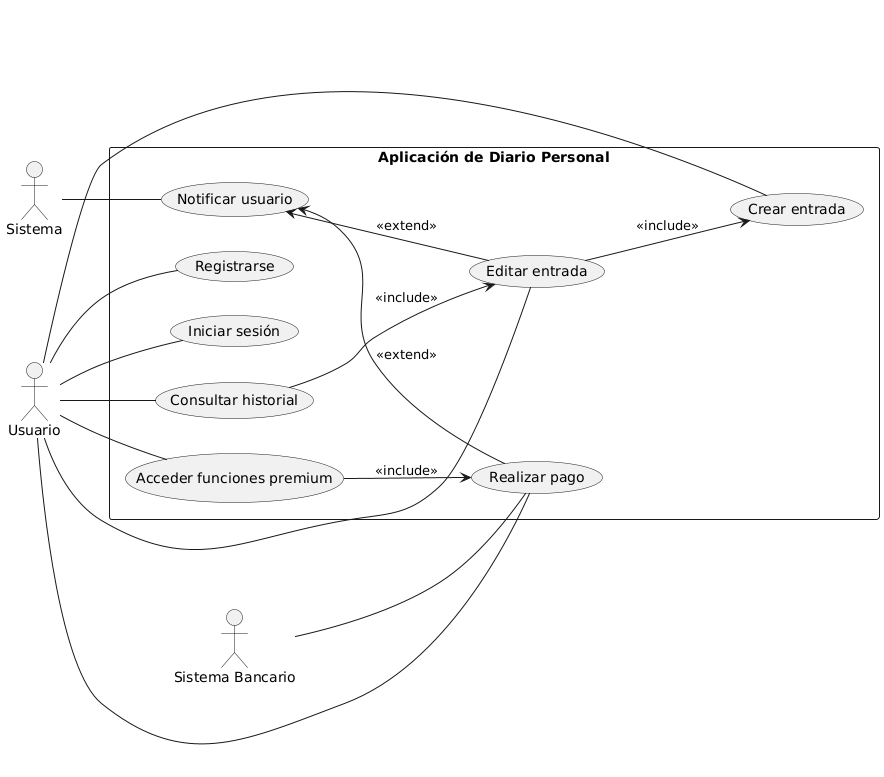 Aplicación de Diario Personal
Sistema
Notificar usuario
«extend»
«include»
Crear entrada
Registrarse
Editar entrada
«include»
Iniciar sesión
«extend»
Usuario
Consultar historial
Acceder funciones premium
«include»
Realizar pago
Sistema Bancario